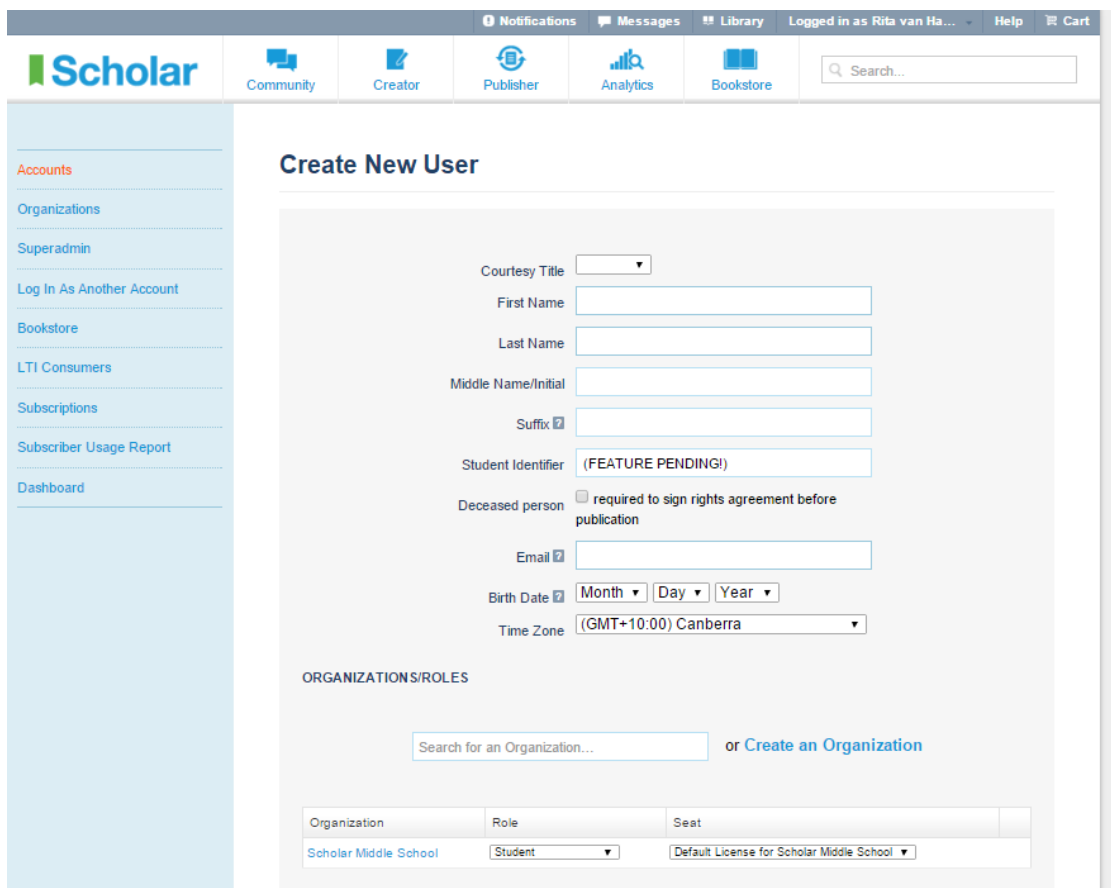 Notifications Messages Library Logged in as Rita van Ha... Help Cart
Scholar
Community Creator Publisher Analytics Bookstore
Search...
Accounts
Organizations
Superadmin
Log In As Another Account
Bookstore
LTI Consumers
Subscriptions
Subscriber Usage Report
Dashboard
Create New User
Courtesy Title
First Name
Last Name
Middle Name/Initial
Suffix ?
Student Identifier (FEATURE PENDING!)
Deceased person required to sign rights agreement before
publication
Email ?
Birth Date ? Month Day Year
Time Zone (GMT+10:00) Canberra
ORGANIZATIONS/ROLES
Search for an Organization... or Create an Organization
Organization Role Seat
Scholar Middle School Student Default License for Scholar Middle School